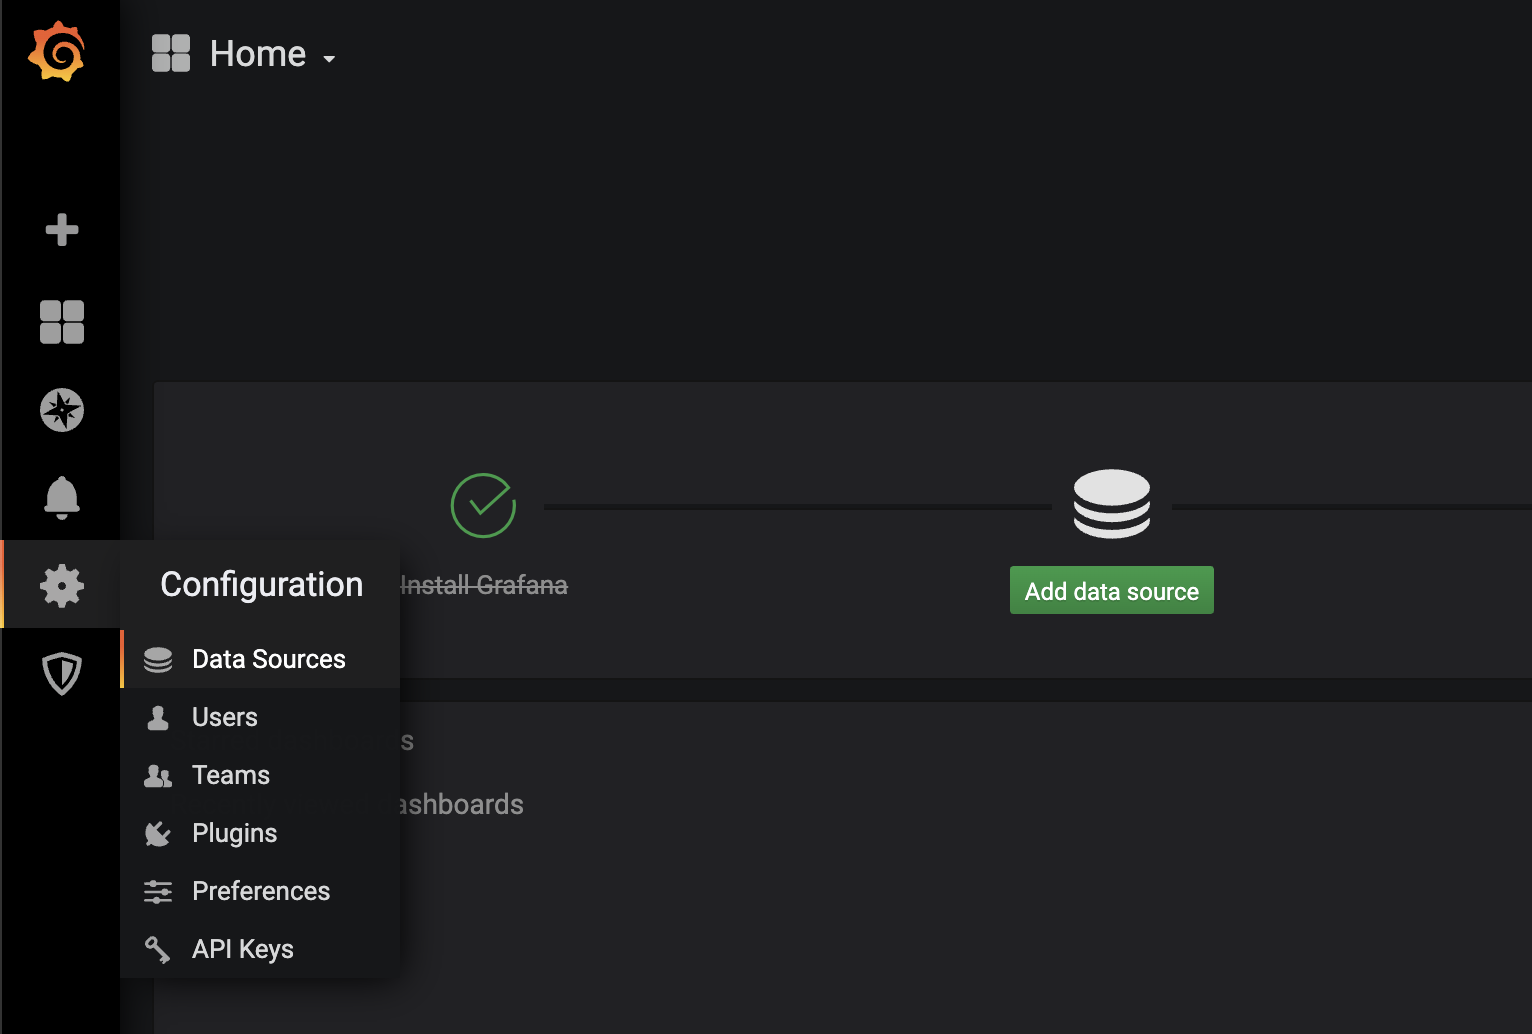 Home
Install Grafana
Add data source
Configuration
Data Sources
Users
Teams
Plugins
Preferences
API Keys
s
ashboards